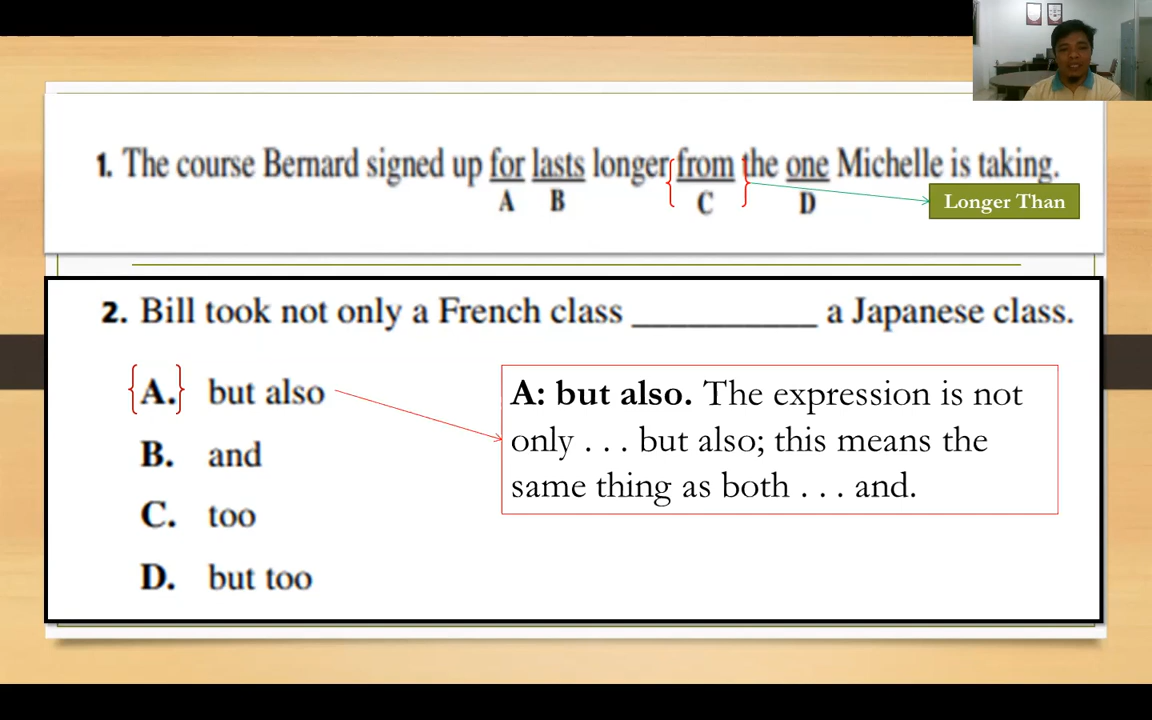 1. The course Bernard signed up for lasts longer from the one Michelle is taking.
A B C D
Longer Than
2. Bill took not only a French class __________ a Japanese class.
A. but also
B. and
C. too
D. but too
A: but also. The expression is not
only . . . but also; this means the
same thing as both . . . and.